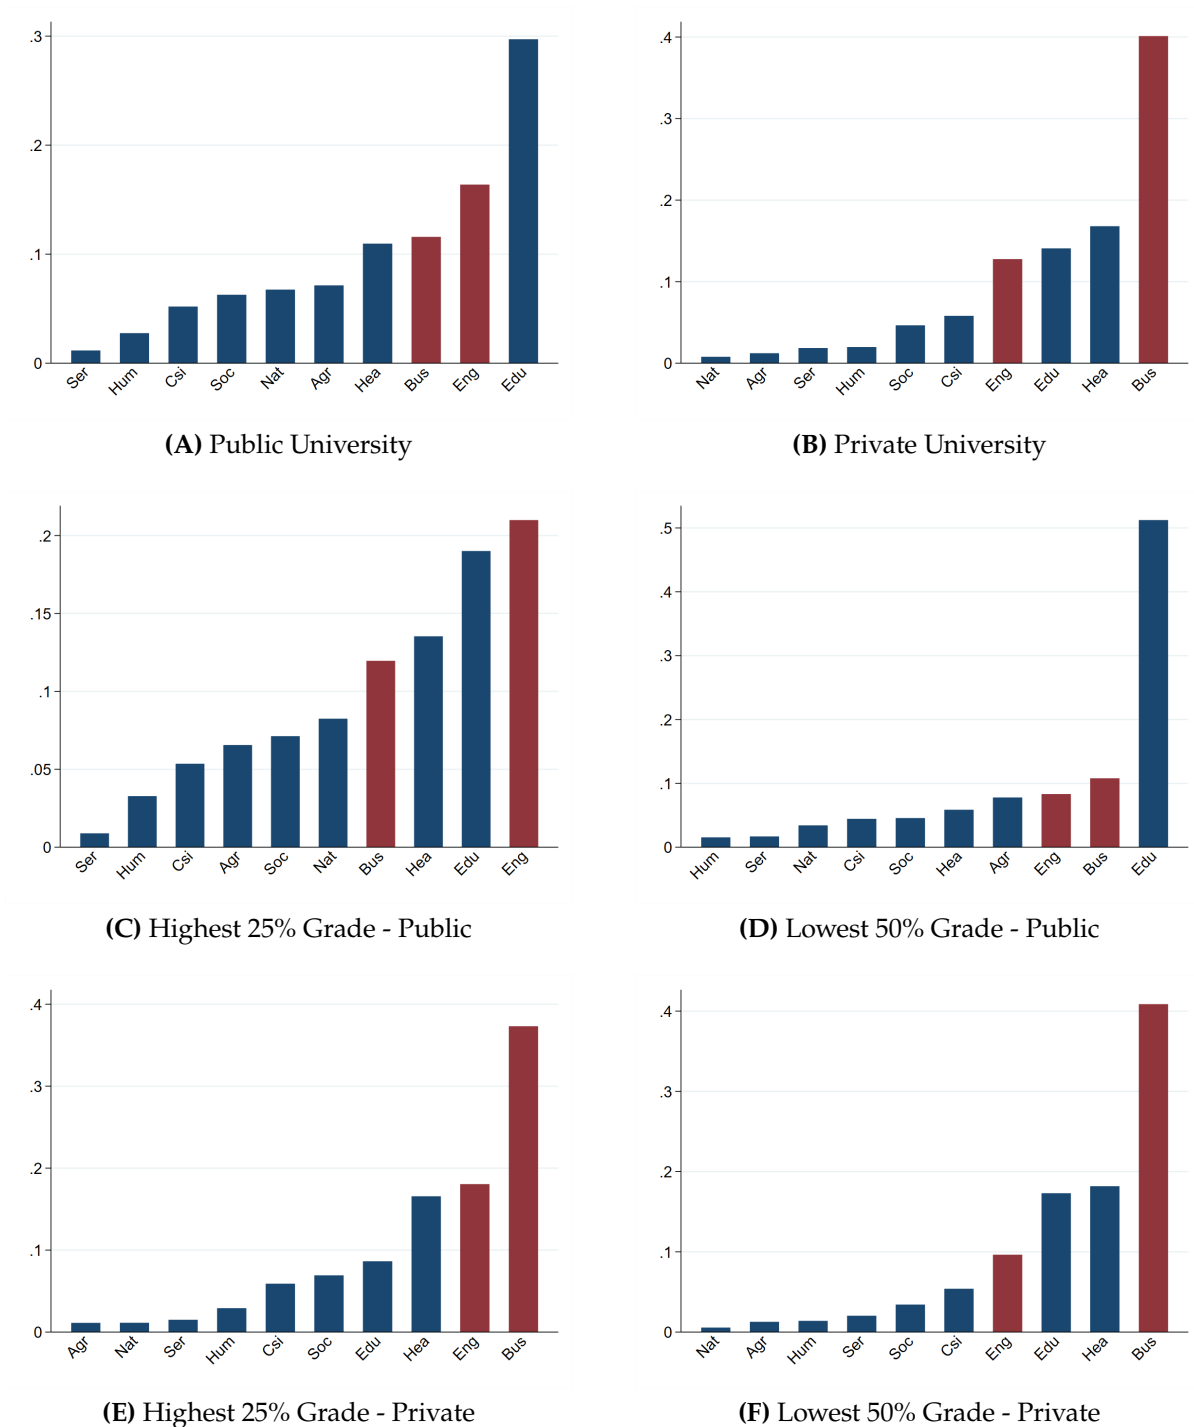 .3
.2
.1
0
Ser Hum Csi Soc Nat Agr Hea Bus Eng Edu
(A) Public University
.4
.3
.2
.1
0
Nat Agr Ser Hum Soc Csi Eng Edu Hea Bus
(B) Private University
.2
.15
.1
.05
0
Ser Hum Csi Agr Soc Nat Bus Hea Edu Eng
(C) Highest 25% Grade - Public
.5
.4
.3
.2
.1
0
Hum Ser Nat Csi Soc Hea Agr Eng Bus Edu
(D) Lowest 50% Grade - Public
.4
.3
.2
.1
0
Agr Nat Ser Hum Csi Soc Edu Hea Eng Bus
(E) Highest 25% Grade - Private
.4
.3
.2
.1
0
Nat Agr Hum Ser Soc Csi Eng Edu Hea Bus
(F) Lowest 50% Grade - Private